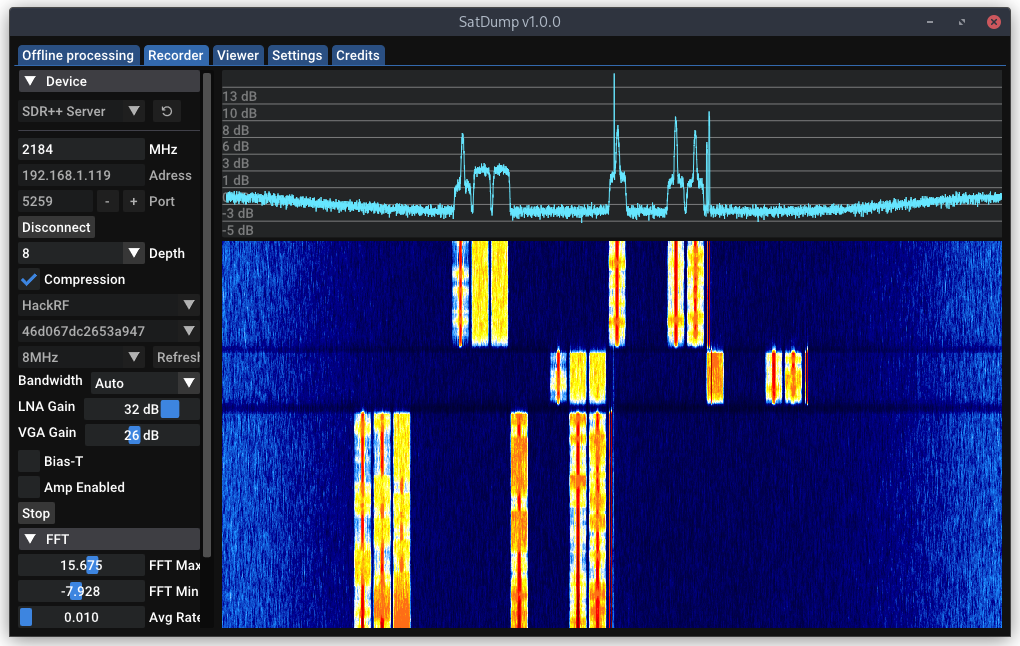 SatDump v1.0.0
Offline processing Recorder Viewer Settings Credits
Device
SDR++ Server
2184 MHz
192.168.1.119 Adress
5259 - + Port
Disconnect
8 Depth
Compression
HackRF
46d067dc2653a947
8MHz Refresh
Bandwidth Auto
LNA Gain 32 dB
VGA Gain 26 dB
Bias-T
Amp Enabled
Stop
FFT
15.675 FFT Max
-7.928 FFT Min
0.010 Avg Rate
13 dB
10 dB
8 dB
6 dB
3 dB
1 dB
-3 dB
-5 dB